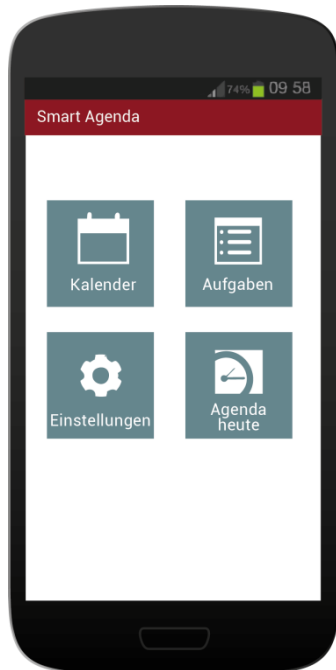 74% 09 58
Smart Agenda
Kalender
Aufgaben
Einstellungen
Agenda
heute